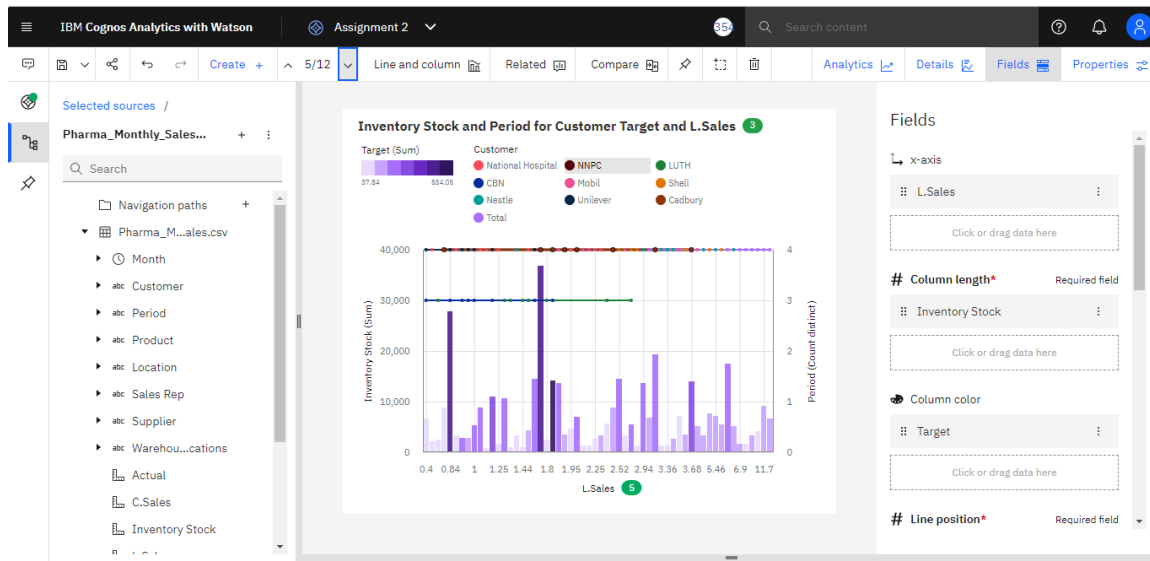 IBM Cognos Analytics with Watson
Assignment 2
354
Search content
Create +
5/12
Line and column
Related
Compare
Analytics
Details
Fields
Properties
Selected sources /
Pharma_Monthly_Sales...
Search
Navigation paths
Pharma_M...ales.csv
Month
abc Customer
abc Period
abc Product
abc Location
abc Sales Rep
abc Supplier
abc Warehou...cations
Actual
C.Sales
Inventory Stock
Inventory Stock and Period for Customer Target and L.Sales 3
Target (Sum)
37.84
Customer
National Hospital NNPC LUTH
CBN Mobil Shell
Nestle Unilever Cadbury
Total
Inventory Stock (Sum)
40,000
30,000
20,000
10,000
0
4
3
2
1
0
Period (Count distinct)
0.4 0.84 1 1.25 1.44 1.8 1.95 2.25 2.52 2.94 3.36 3.68 5.46 6.9 11.7
L.Sales 5
Fields
x-axis
L.Sales
Click or drag data here
# Column length* Required field
Inventory Stock
Click or drag data here
Column color
Target
Click or drag data here
# Line position* Required field